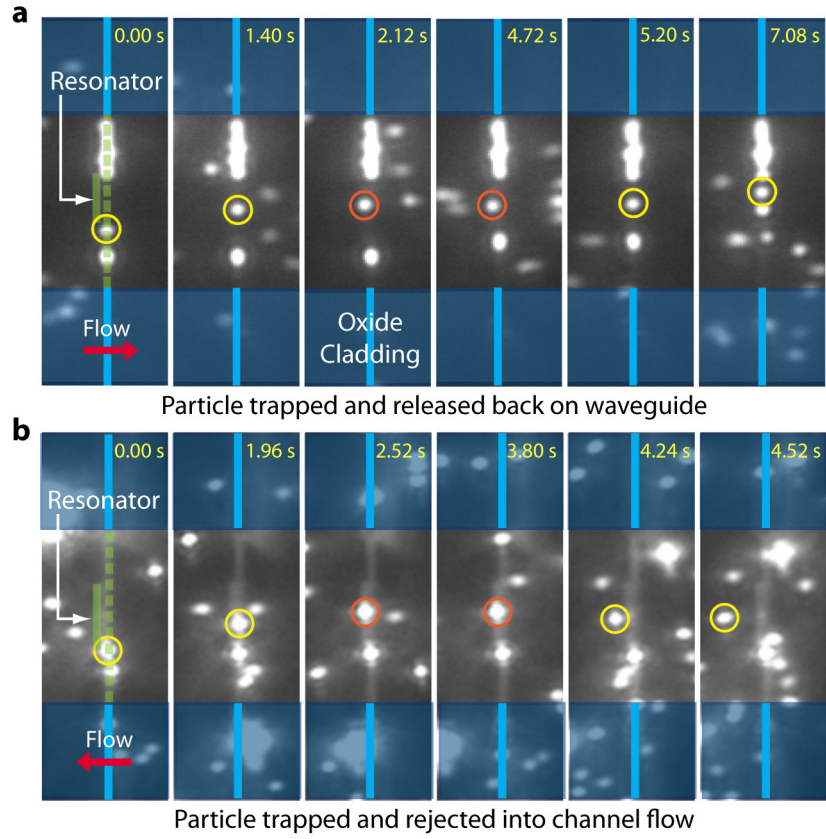 a
0.00 s
1.40 s
2.12 s
4.72 s
5.20 s
7.08 s
Resonator
Flow
Oxide
Cladding
Particle trapped and released back on waveguide
b
0.00 s
1.96 s
2.52 s
3.80 s
4.24 s
4.52 s
Resonator
Flow
Particle trapped and rejected into channel flow